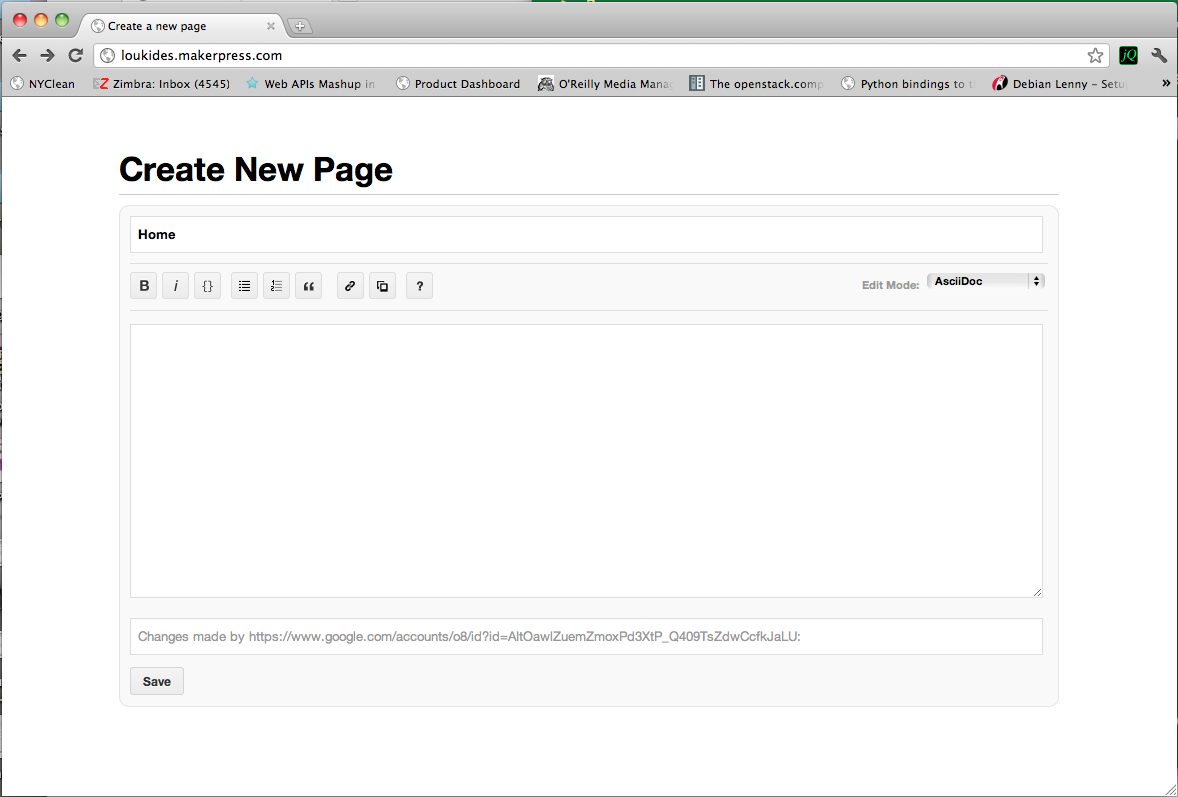 Create a new page
loukides.makerpress.com
jQ
NYClean Zimbra: Inbox (4545) Web APIs Mashup in Product Dashboard O'Reilly Media Mana The openstack.comp Python bindings to t Debian Lenny – Setu »
Create New Page
Home
B i {} “ ? Edit Mode: AsciiDoc
Changes made by https://www.google.com/accounts/o8/id?id=AItOawlZuemZmoxPd3XtP_Q409TsZdwCcfkJaLU:
Save